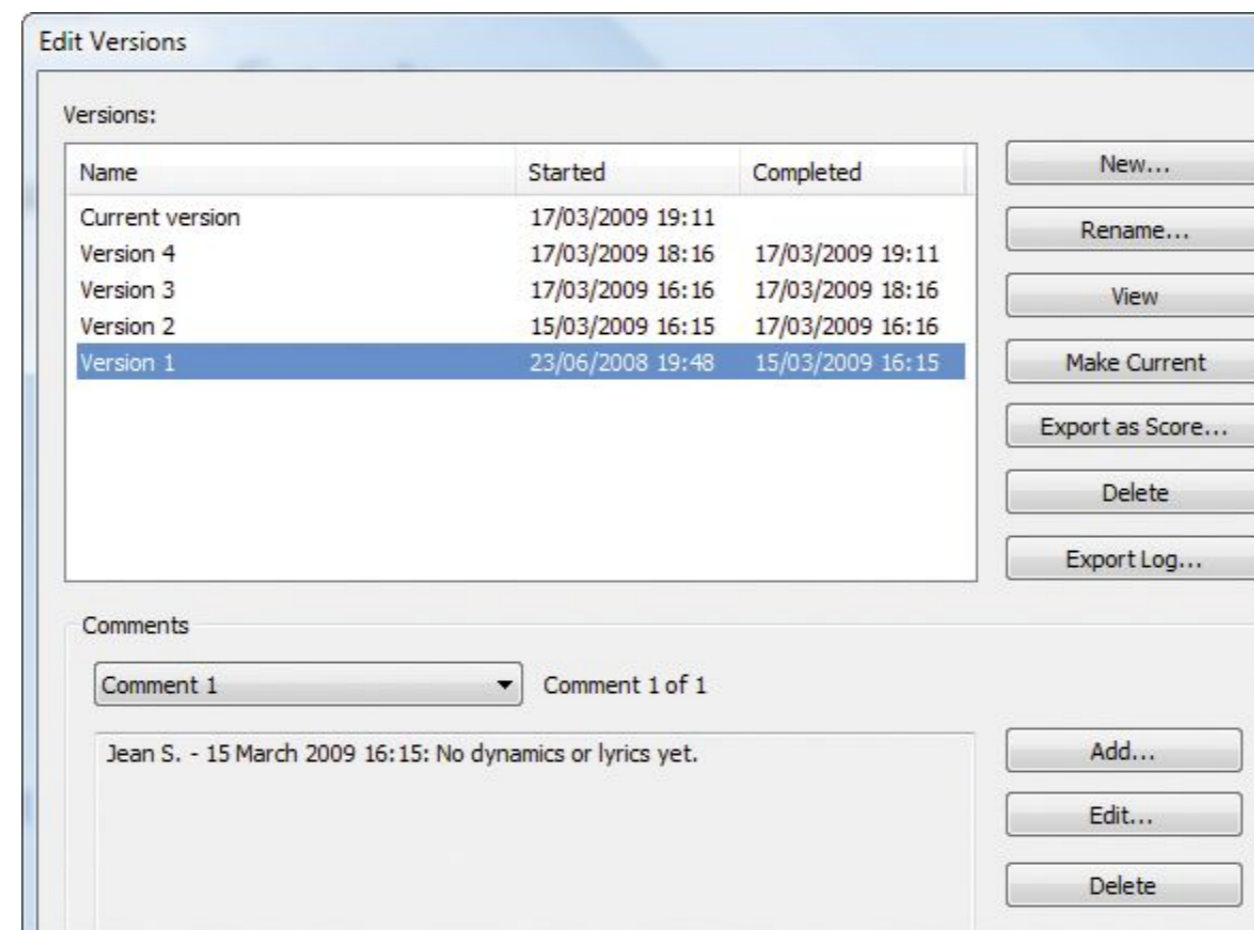 Edit Versions
Versions:
Name Started Completed
Current version 17/03/2009 19:11
Version 4 17/03/2009 18:16 17/03/2009 19:11
Version 3 17/03/2009 16:16 17/03/2009 18:16
Version 2 15/03/2009 16:15 17/03/2009 16:16
Version 1 23/06/2008 19:48 15/03/2009 16:15
New...
Rename...
View
Make Current
Export as Score...
Delete
Export Log...
Comments
Comment 1 Comment 1 of 1
Jean S. - 15 March 2009 16:15: No dynamics or lyrics yet.
Add...
Edit...
Delete